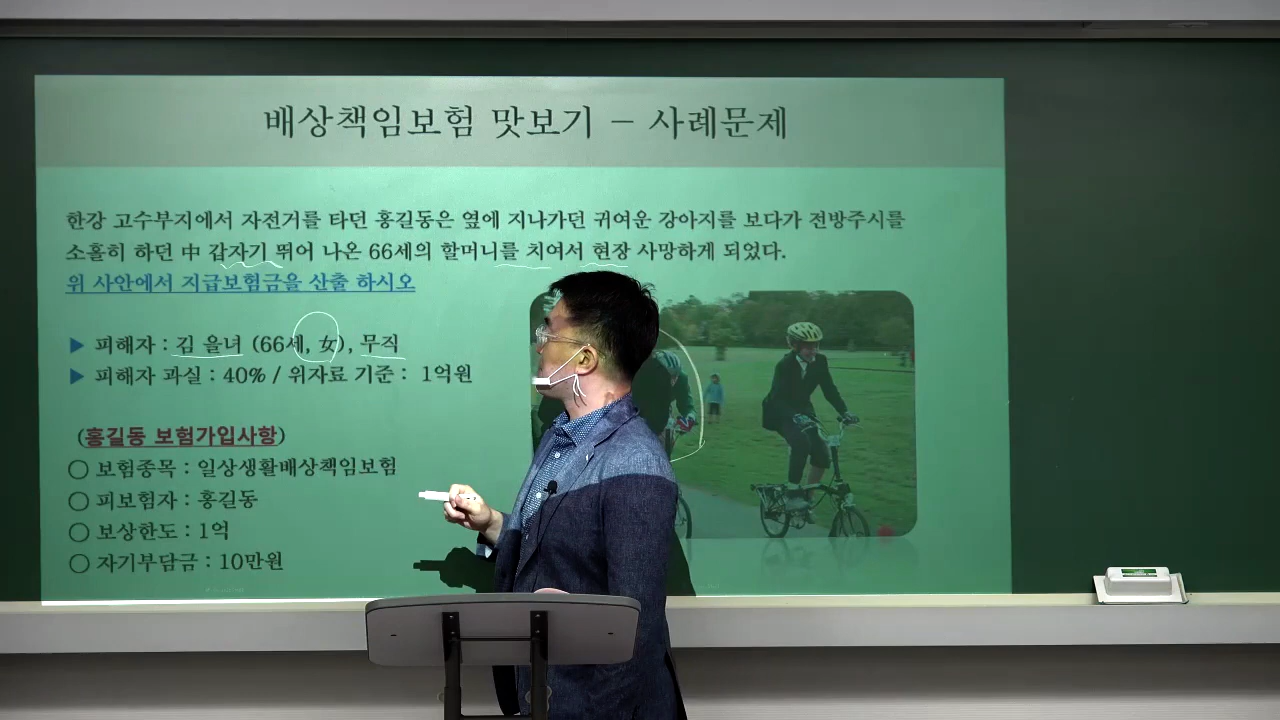 배상책임보험 맛보기 – 사례문제
한강 고수부지에서 자전거를 타던 홍길동은 옆에 지나가던 귀여운 강아지를 보다가 전방주시를
소홀히 하던 中 갑자기 뛰어 나온 66세의 할머니를 치여서 현장 사망하게 되었다.
위 사안에서 지급보험금을 산출 하시오
▶ 피해자 : 김 을녀 (66세, 女), 무직
▶ 피해자 과실 : 40% / 위자료 기준 : 1억원
(홍길동 보험가입사항)
○ 보험종목 : 일상생활배상책임보험
○ 피보험자 : 홍길동
○ 보상한도 : 1억
○ 자기부담금 : 10만원